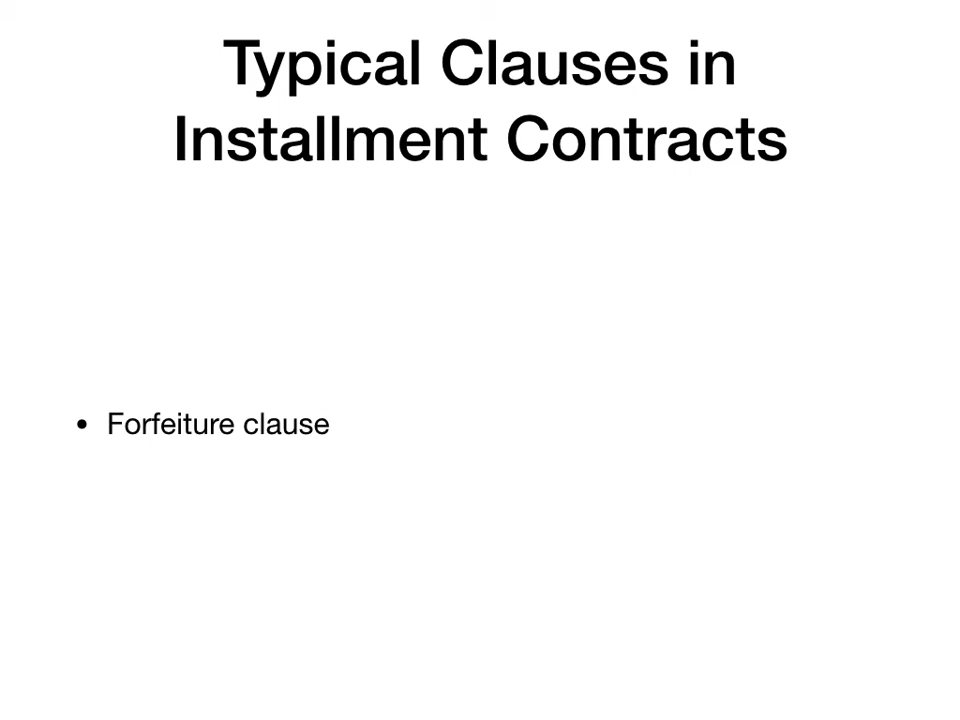 Typical Clauses in
Installment Contracts
• Forfeiture clause